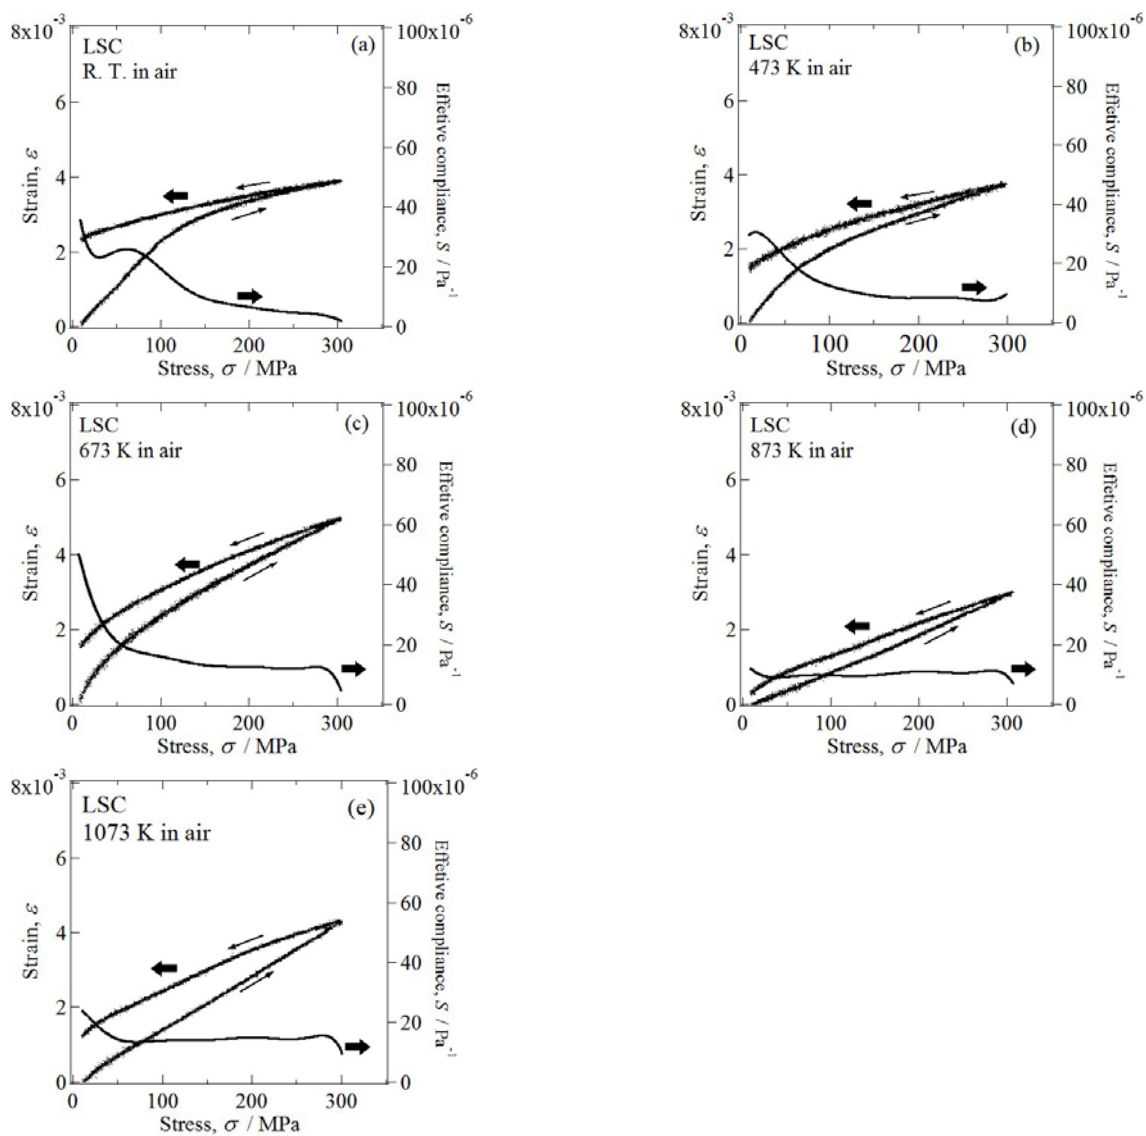 8x10-3
6
4
2
0
Strain, ε
LSC
R. T. in air
(a)
100x10-6
80
60
40
20
0
Effetive compliance, S / Pa-1
0 100 200 300
Stress, σ / MPa
8x10-3
6
4
2
0
Strain, ε
LSC
473 K in air
(b)
100x10-6
80
60
40
20
0
Effetive compliance, S / Pa-1
0 100 200 300
Stress, σ / MPa
8x10-3
6
4
2
0
Strain, ε
LSC
673 K in air
(c)
100x10-6
80
60
40
20
0
Effetive compliance, S / Pa-1
0 100 200 300
Stress, σ / MPa
8x10-3
6
4
2
0
Strain, ε
LSC
873 K in air
(d)
100x10-6
80
60
40
20
0
Effetive compliance, S / Pa-1
0 100 200 300
Stress, σ / MPa
8x10-3
6
4
2
0
Strain, ε
LSC
1073 K in air
(e)
100x10-6
80
60
40
20
0
Effetive compliance, S / Pa-1
0 100 200 300
Stress, σ / MPa